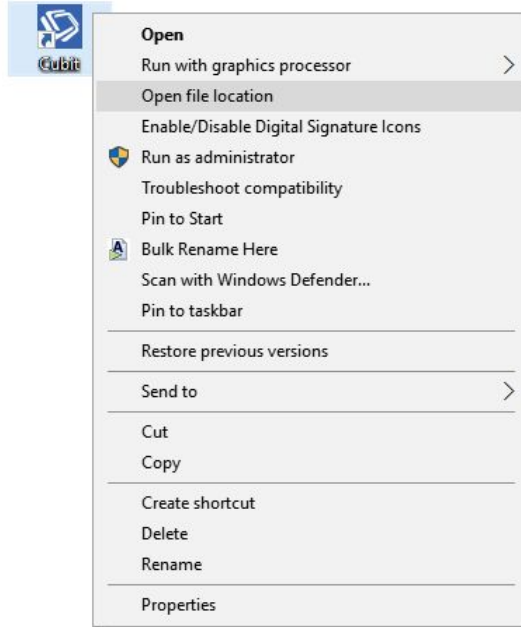 Cubit
Open
Run with graphics processor
Open file location
Enable/Disable Digital Signature Icons
Run as administrator
Troubleshoot compatibility
Pin to Start
Bulk Rename Here
Scan with Windows Defender...
Pin to taskbar
Restore previous versions
Send to
Cut
Copy
Create shortcut
Delete
Rename
Properties